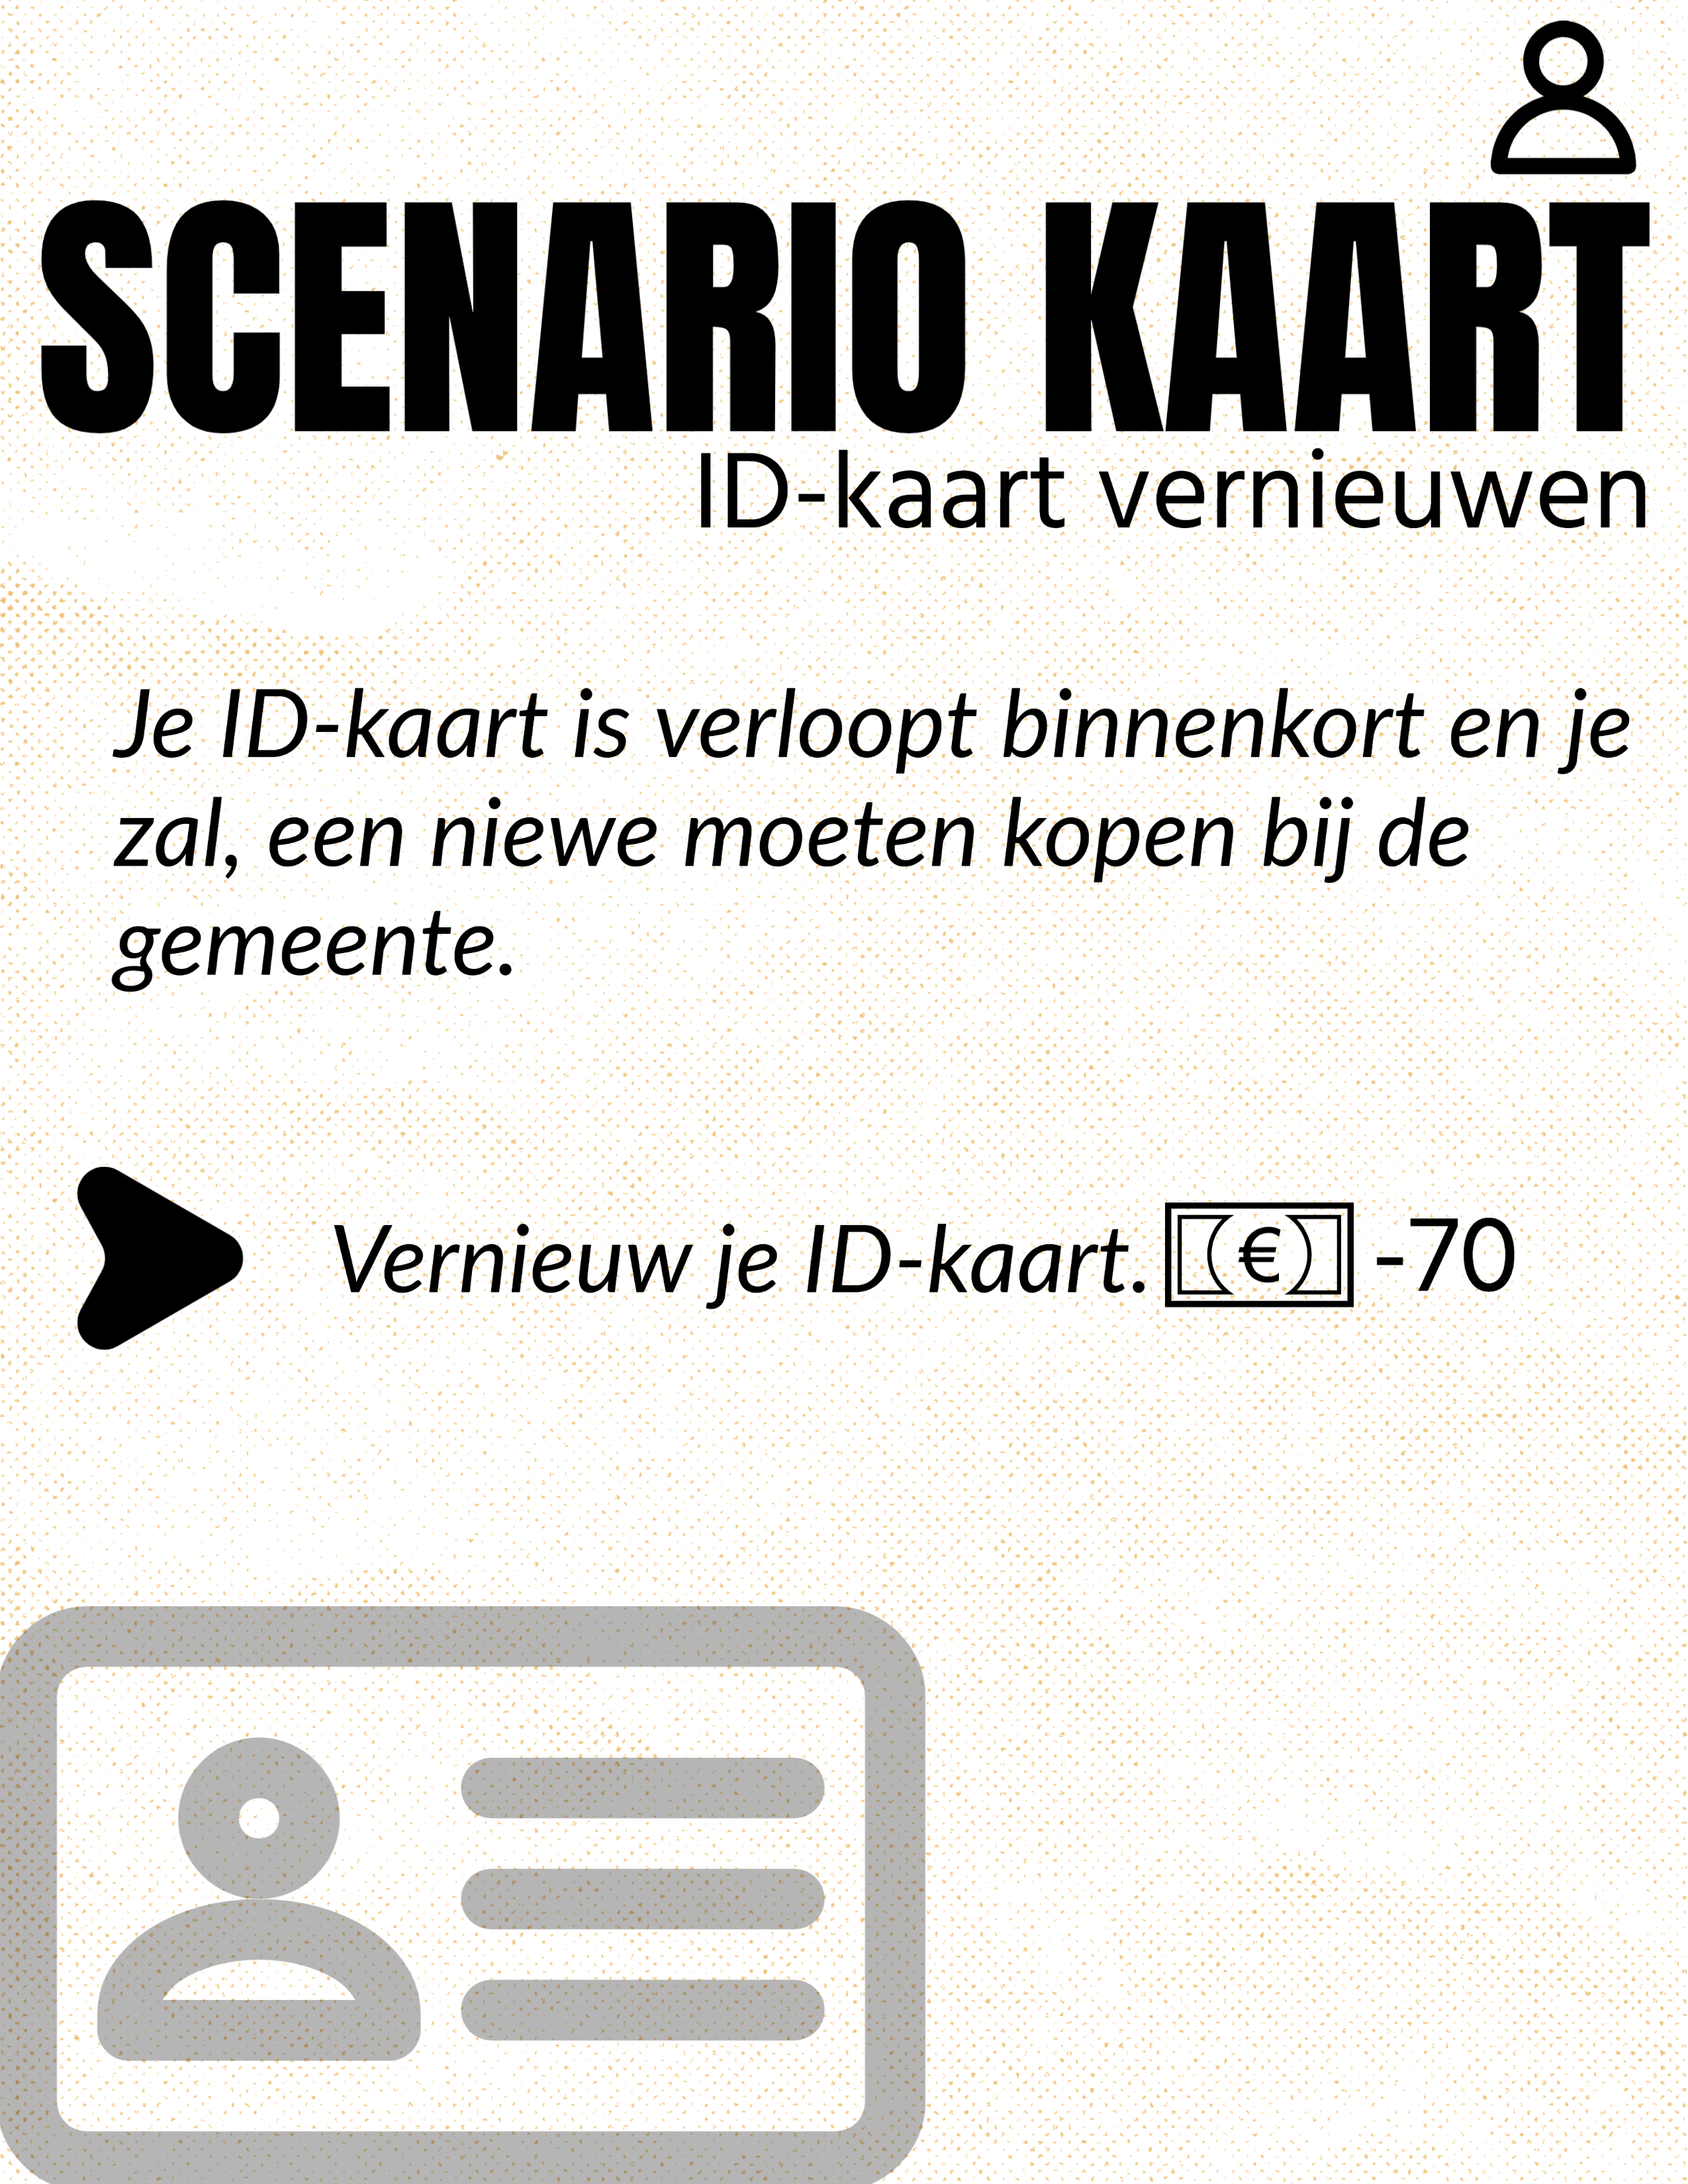 SCENARIO KAART
ID-kaart vernieuwen
Je ID-kaart is verloopt binnenkort en je
zal, een niewe moeten kopen bij de
gemeente.
Vernieuw je ID-kaart. € -70